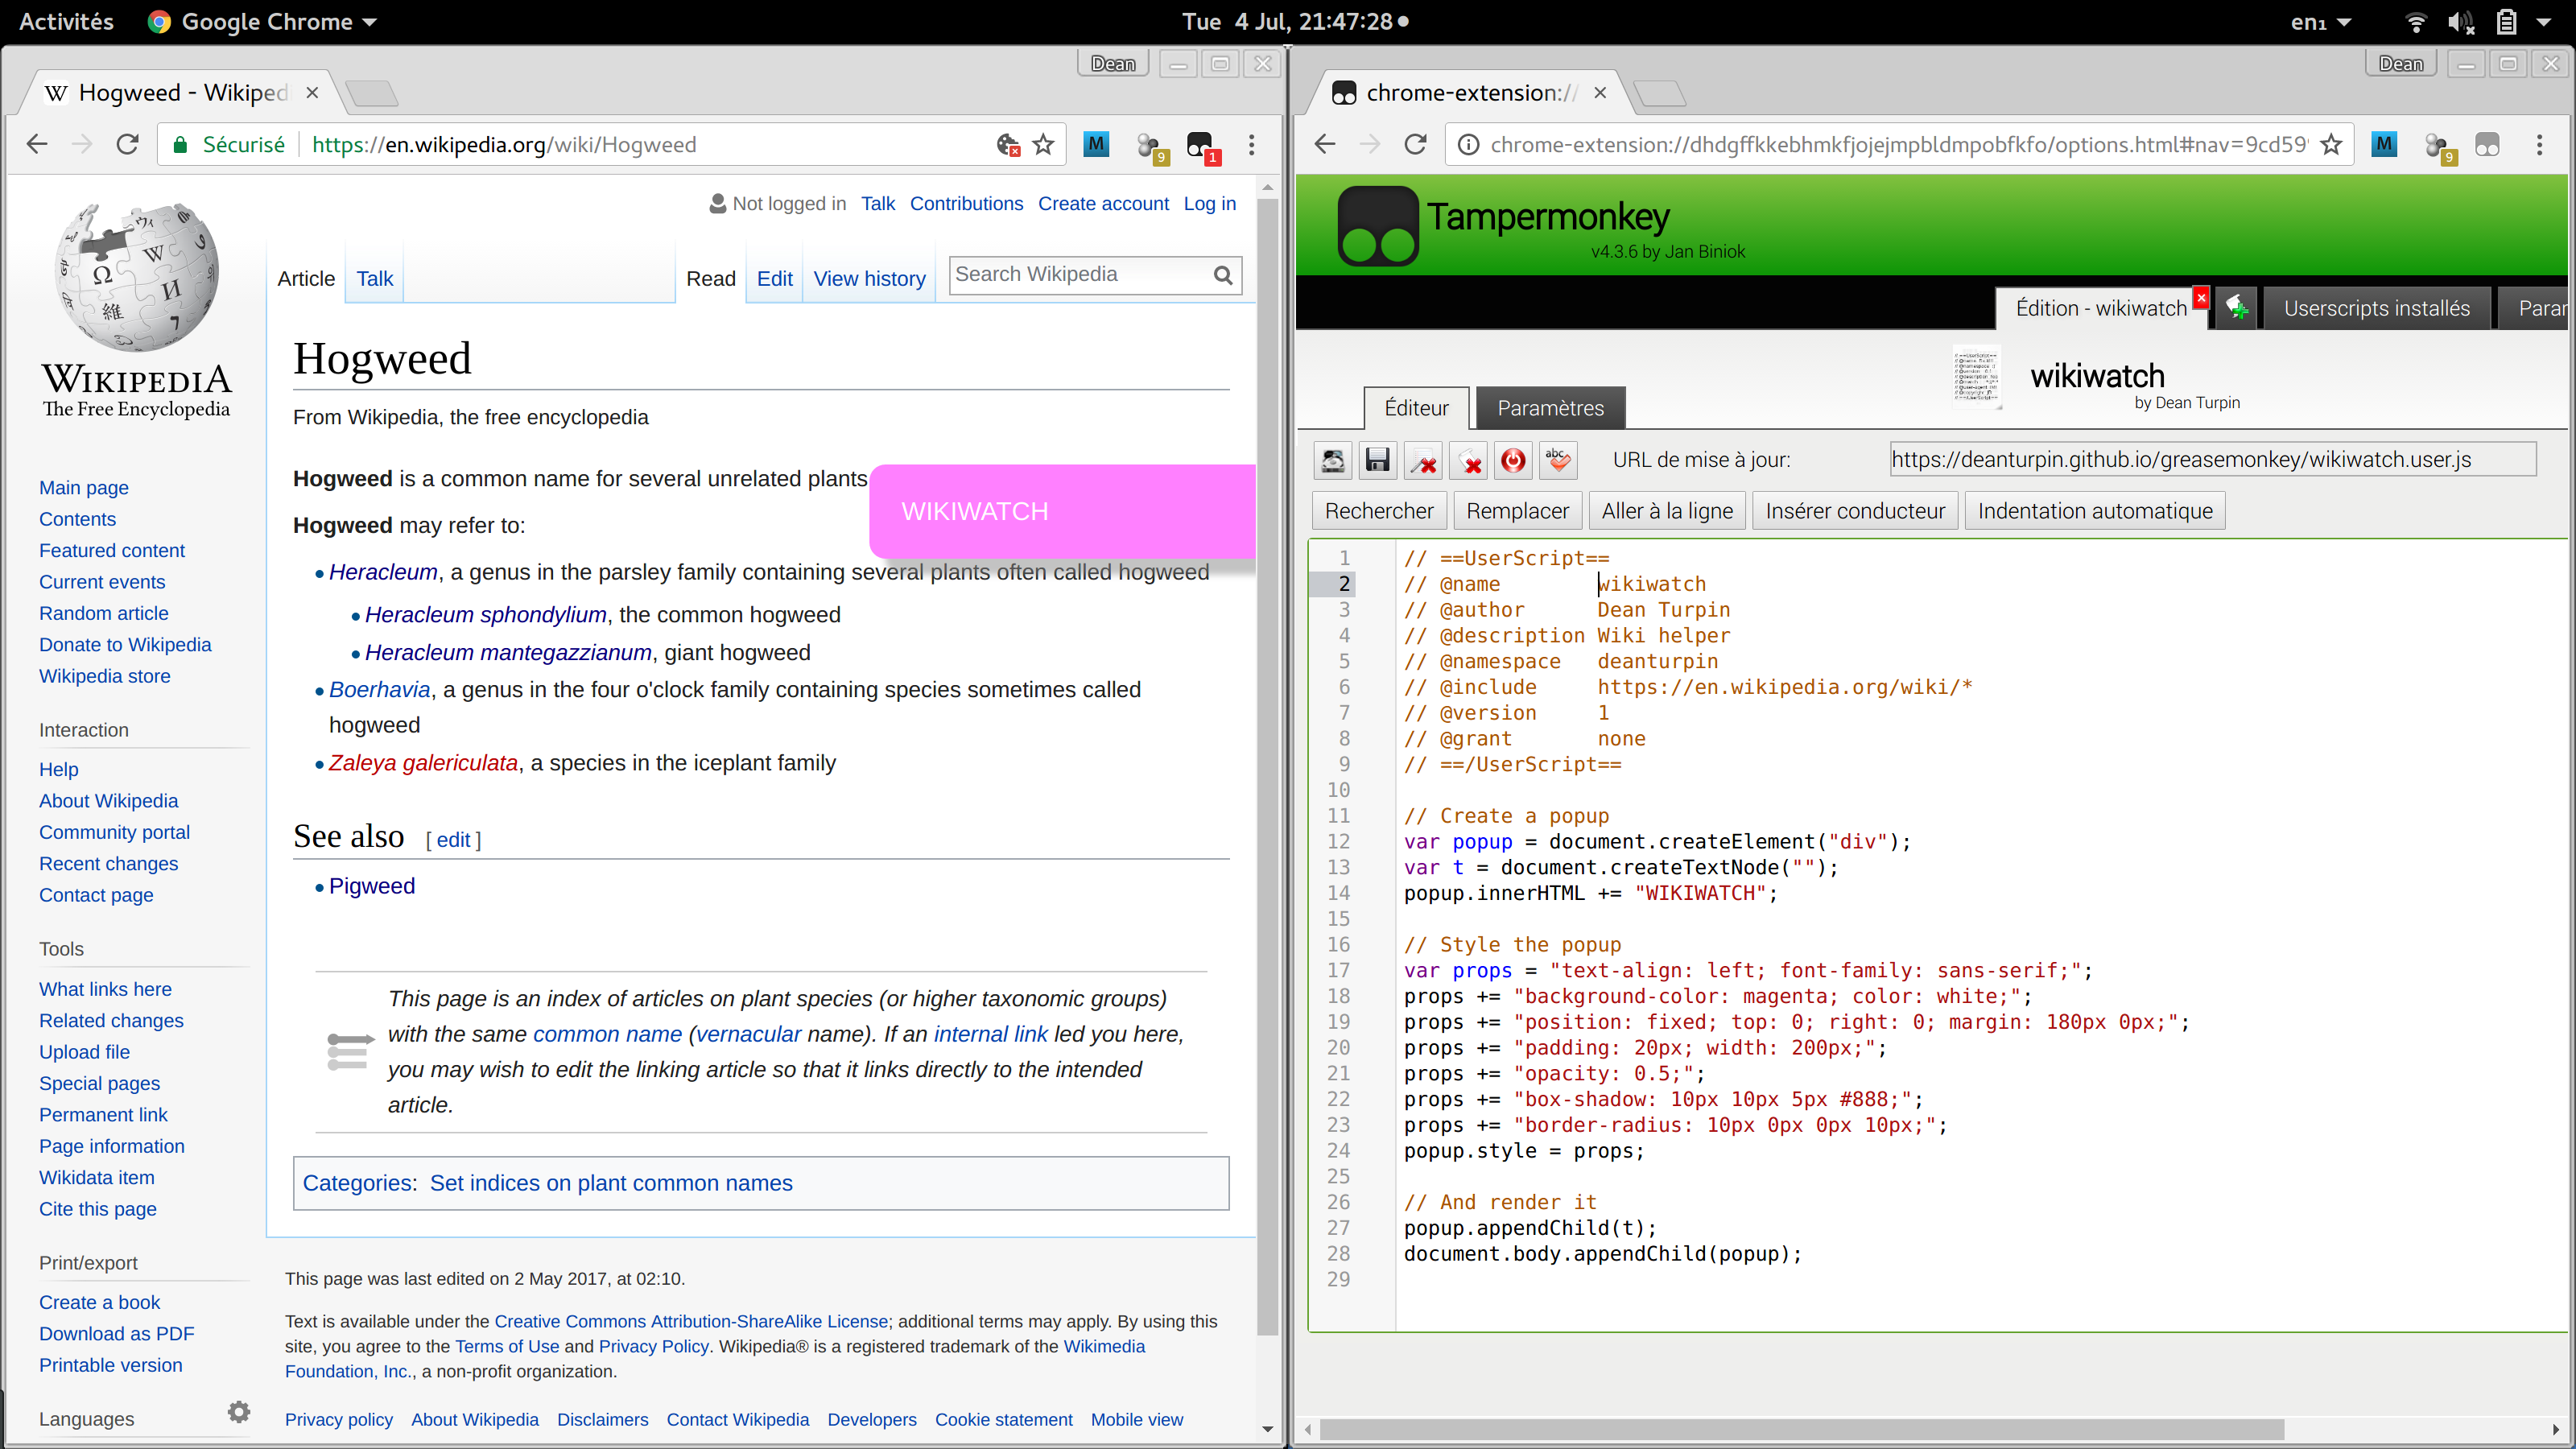 Activités
Google Chrome
Tue 4 Jul, 21:47:28
en₁
Dean
Hogweed - Wikiped
Sécurisé
https://en.wikipedia.org/wiki/Hogweed
M
9
1
Not logged in Talk Contributions Create account Log in
Article Talk
Read Edit View history
Search Wikipedia
WIKIPEDIA
The Free Encyclopedia
Main page
Contents
Featured content
Current events
Random article
Donate to Wikipedia
Wikipedia store
Interaction
Help
About Wikipedia
Community portal
Recent changes
Contact page
Tools
What links here
Related changes
Upload file
Special pages
Permanent link
Page information
Wikidata item
Cite this page
Print/export
Create a book
Download as PDF
Printable version
Languages
Hogweed
From Wikipedia, the free encyclopedia
Hogweed is a common name for several unrelated plants
WIKIWATCH
Hogweed may refer to:
Heracleum, a genus in the parsley family containing several plants often called hogweed
Heracleum sphondylium, the common hogweed
Heracleum mantegazzianum, giant hogweed
Boerhavia, a genus in the four o'clock family containing species sometimes called
hogweed
Zaleya galericulata, a species in the iceplant family
See also [ edit ]
Pigweed
This page is an index of articles on plant species (or higher taxonomic groups)
with the same common name (vernacular name). If an internal link led you here,
you may wish to edit the linking article so that it links directly to the intended
article.
Categories: Set indices on plant common names
This page was last edited on 2 May 2017, at 02:10.
Text is available under the Creative Commons Attribution-ShareAlike License; additional terms may apply. By using this
site, you agree to the Terms of Use and Privacy Policy. Wikipedia® is a registered trademark of the Wikimedia
Foundation, Inc., a non-profit organization.
Privacy policy About Wikipedia Disclaimers Contact Wikipedia Developers Cookie statement Mobile view
Dean
chrome-extension://
chrome-extension://dhdgffkkebhmkfjojejmpbldmpobfkfo/options.html#nav=9cd59
M
9
Tampermonkey
v4.3.6 by Jan Biniok
Édition - wikiwatch
Userscripts installés
Parar
wikiwatch
by Dean Turpin
Éditeur
Paramètres
abc
URL de mise à jour:
https://deanturpin.github.io/greasemonkey/wikiwatch.user.js
Rechercher Remplacer Aller à la ligne Insérer conducteur Indentation automatique
1 // ==UserScript==
2 // @name wikiwatch
3 // @author Dean Turpin
4 // @description Wiki helper
5 // @namespace deanturpin
6 // @include https://en.wikipedia.org/wiki/*
7 // @version 1
8 // @grant none
9 // ==/UserScript==
10
11 // Create a popup
12 var popup = document.createElement("div");
13 var t = document.createTextNode("");
14 popup.innerHTML += "WIKIWATCH";
15
16 // Style the popup
17 var props = "text-align: left; font-family: sans-serif;";
18 props += "background-color: magenta; color: white;";
19 props += "position: fixed; top: 0; right: 0; margin: 180px 0px;";
20 props += "padding: 20px; width: 200px;";
21 props += "opacity: 0.5;";
22 props += "box-shadow: 10px 10px 5px #888;";
23 props += "border-radius: 10px 0px 0px 10px;";
24 popup.style = props;
25
26 // And render it
27 popup.appendChild(t);
28 document.body.appendChild(popup);
29